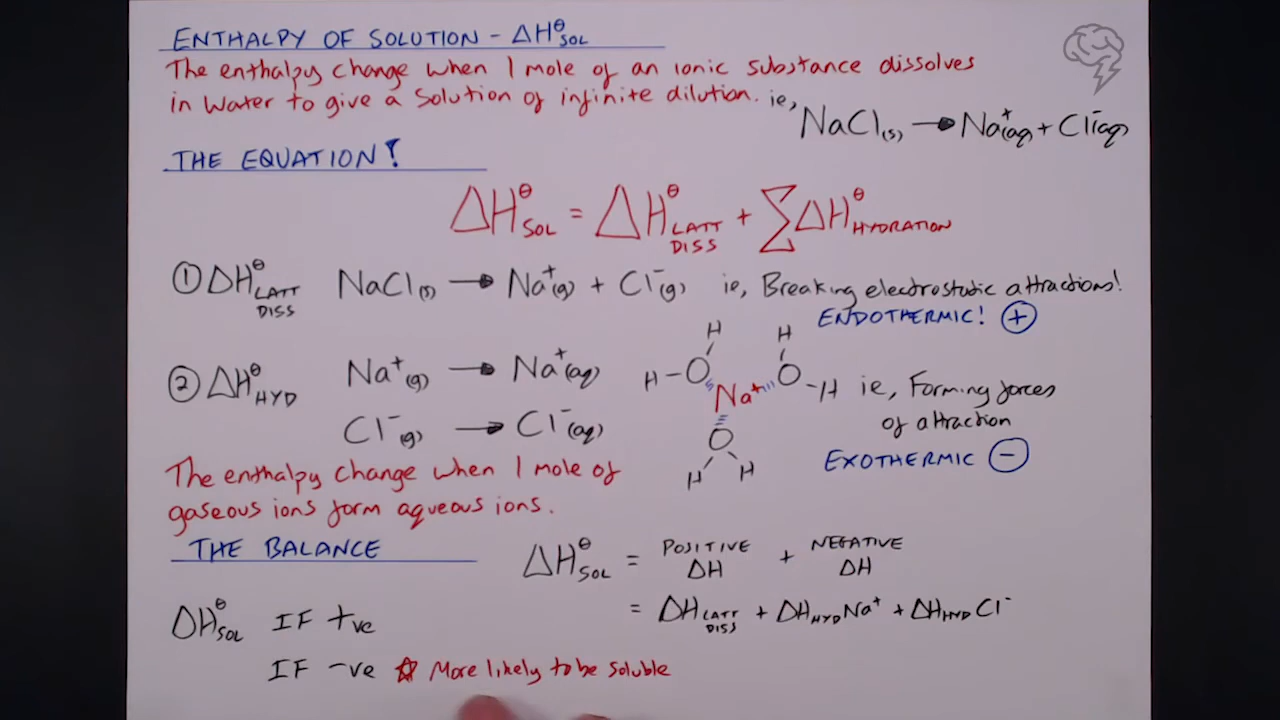 ENTHALPY OF SOLUTION - ΔH°SOL
The enthalpy change when 1 mole of an ionic substance dissolves
in water to give a solution of infinite dilution. ie,
NaCl(s) → Na⁺(aq) + Cl⁻(aq)
THE EQUATION!
ΔH°SOL = ΔH°LATT DISS + ΣΔH°HYDRATION
① ΔH°LATT DISS NaCl(s) → Na⁺(g) + Cl⁻(g) ie, Breaking electrostatic attractions!
ENDOTHERMIC! +
② ΔH°HYD Na⁺(g) → Na⁺(aq)
Cl⁻(g) → Cl⁻(aq)
H H
H - O Na⁺ O - H
O
H H
ie, Forming forces
of attraction
EXOTHERMIC -
The enthalpy change when 1 mole of
gaseous ions form aqueous ions.
THE BALANCE
ΔH°SOL = POSITIVE ΔH + NEGATIVE ΔH
= ΔHLATT DISS + ΔHHYD Na⁺ + ΔHHYD Cl⁻
ΔH°SOL IF +ve
IF -ve ☆ More likely to be soluble